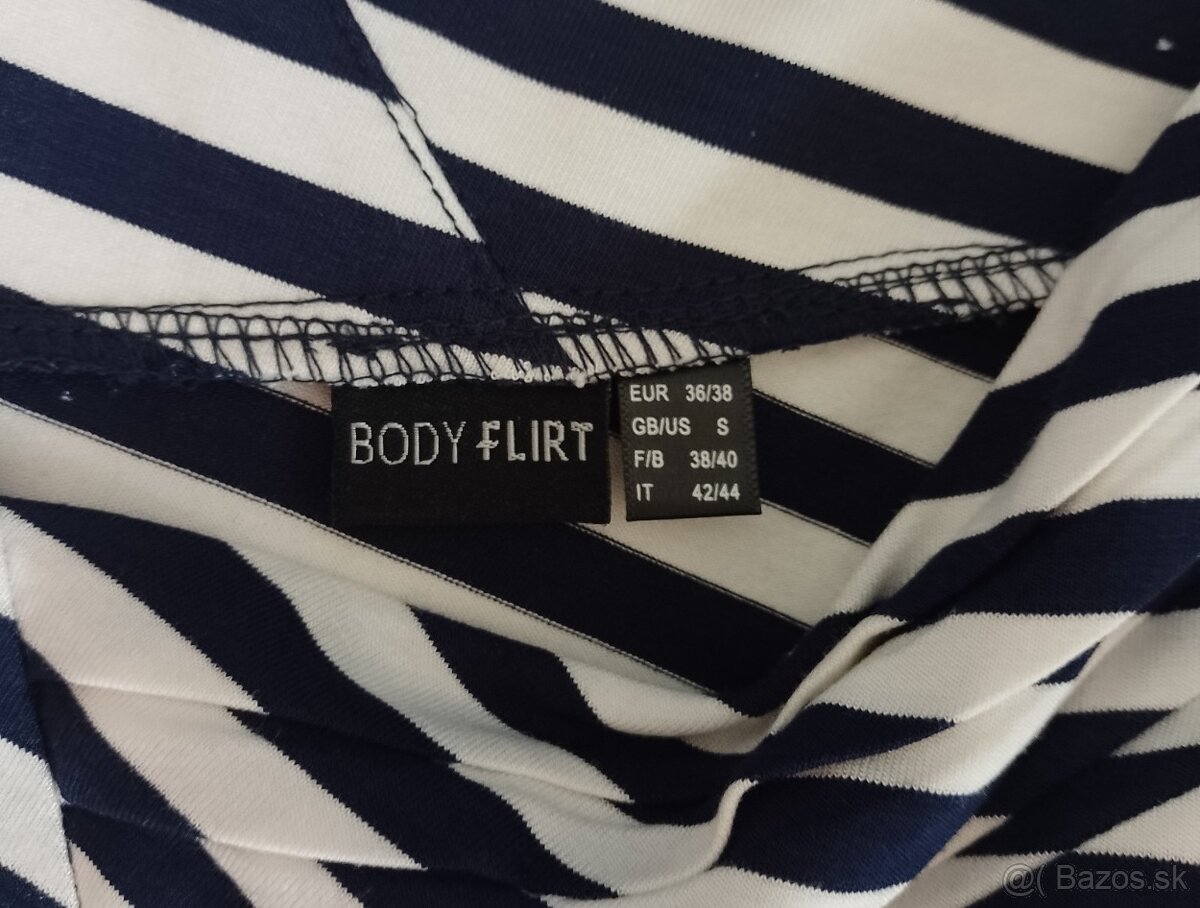 BODY FLIRT
EUR 36/38
GB/US S
F/B 38/40
IT 42/44
@( Bazos.sk